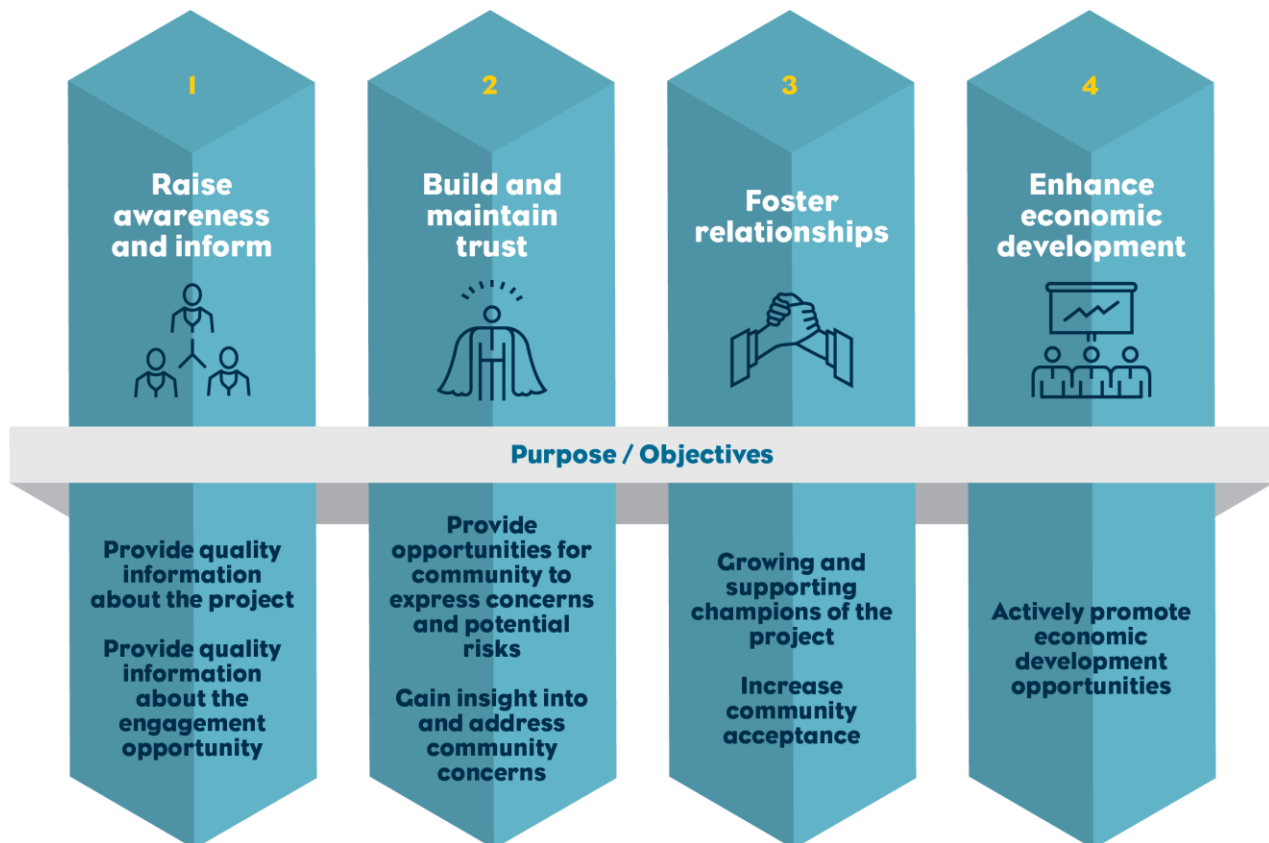 1
Raise
awareness
and inform
2
Build and
maintain
trust
3
Foster
relationships
4
Enhance
economic
development
Purpose / Objectives
Provide quality
information
about the project
Provide quality
information
about the
engagement
opportunity
Provide
opportunities for
community to
express concerns
and potential
risks
Gain insight into
and address
community
concerns
Growing and
supporting
champions of the
project
Increase
community
acceptance
Actively promote
economic
development
opportunities